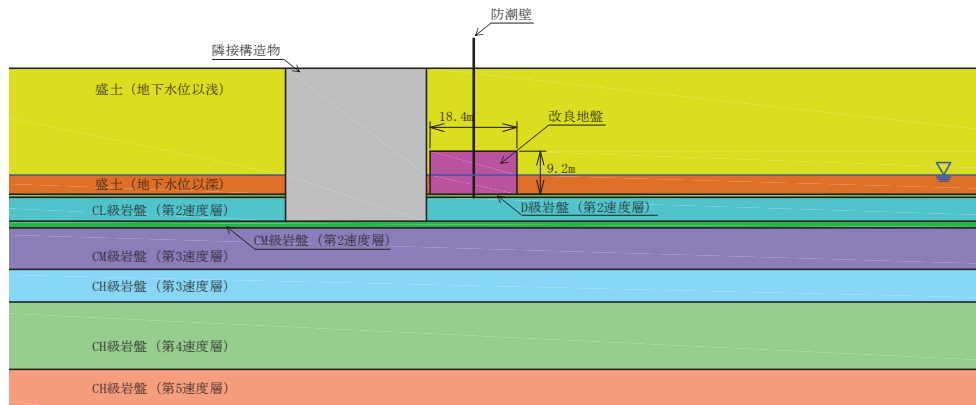 防潮壁
隣接構造物
盛土（地下水位以浅）
18.4m
改良地盤
9.2m
盛土（地下水位以深）
CL級岩盤（第2速度層）
D級岩盤（第2速度層）
CM級岩盤（第2速度層）
CM級岩盤（第3速度層）
CH級岩盤（第3速度層）
CH級岩盤（第4速度層）
CH級岩盤（第5速度層）